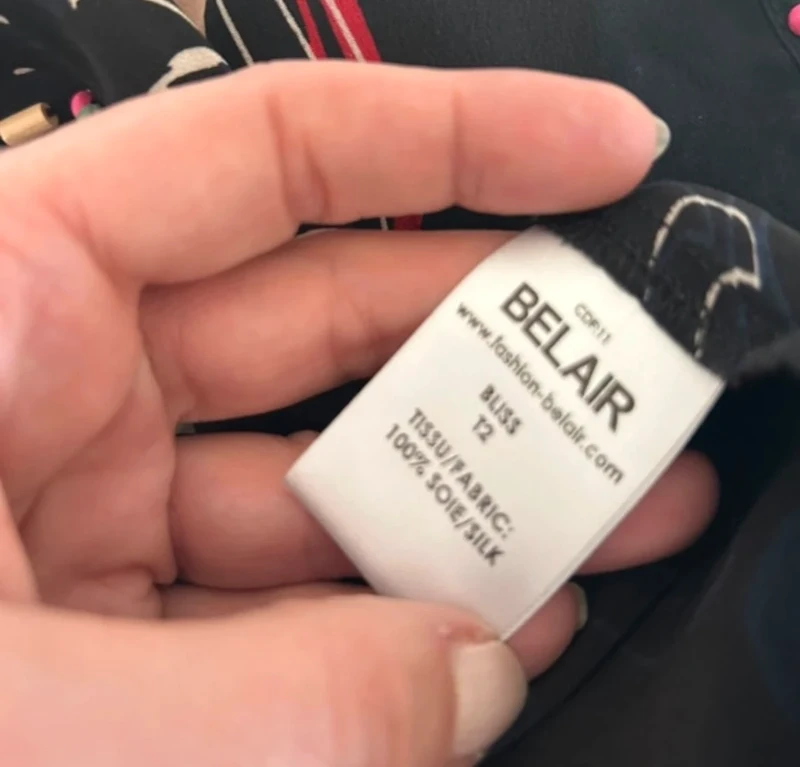 CDP11
BELAIR
www.fashion-belair.com
BLISS
T2
TISSU/FABRIC:
100% SOIE/SILK